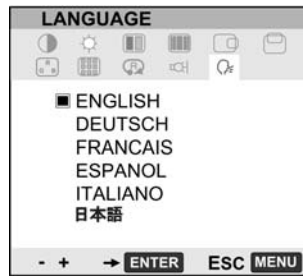 LANGUAGE
ENGLISH
DEUTSCH
FRANCAIS
ESPANOL
ITALIANO
日本語
- + → ENTER ESC MENU